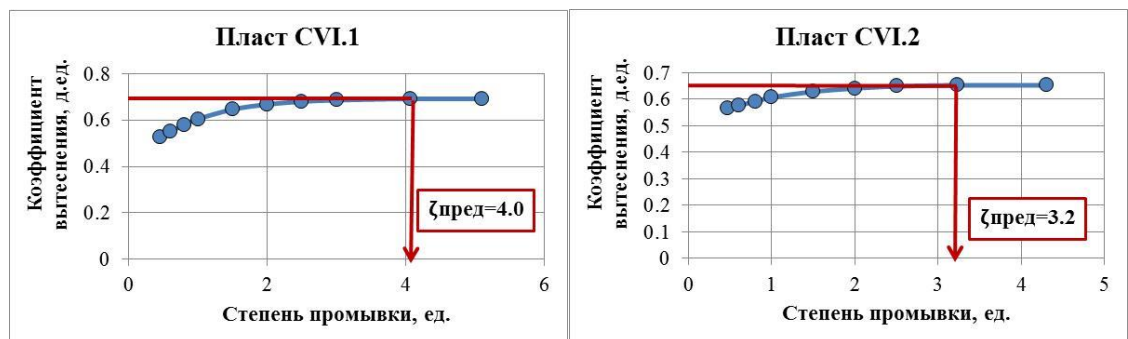 Пласт CVI.1
Коэффициент
вытеснения, д.ед.
0.8
0.6
0.4
0.2
0
ζпред=4.0
0 2 4 6
Степень промывки, ед.
Пласт CVI.2
Коэффициент
вытеснения, д.ед.
0.7
0.6
0.5
0.4
0.3
0.2
0.1
0
ζпред=3.2
0 1 2 3 4 5
Степень промывки, ед.